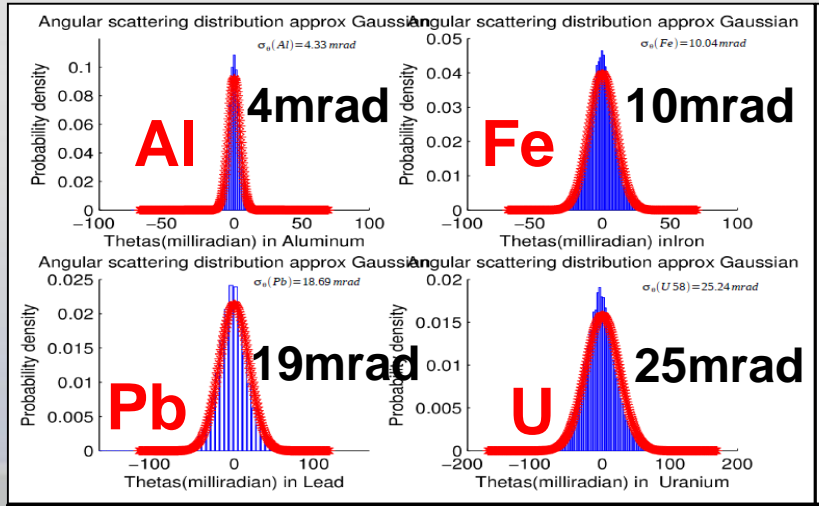 Angular scattering distribution approx Gaussian
σθ(Al)=4.33 mrad
0.1
0.08
0.06
0.04
0.02
0
Probability density
Al
4mrad
−100
−50
0
50
100
Thetas(milliradian) in Aluminum
Angular scattering distribution approx Gaussian
σθ(Fe)=10.04 mrad
0.05
0.04
0.03
0.02
0.01
0
Probability density
Fe
10mrad
−100
−50
0
50
100
Thetas(milliradian) inIron
Angular scattering distribution approx Gaussian
σθ(Pb)=18.69 mrad
0.025
0.02
0.015
0.01
0.005
0
Probability density
Pb
19mrad
−100
0
100
Thetas(milliradian) in Lead
Angular scattering distribution approx Gaussian
σθ(U 58)=25.24 mrad
0.02
0.015
0.01
0.005
0
Probability density
U
25mrad
−200
−100
0
100
200
Thetas(milliradian) in Uranium